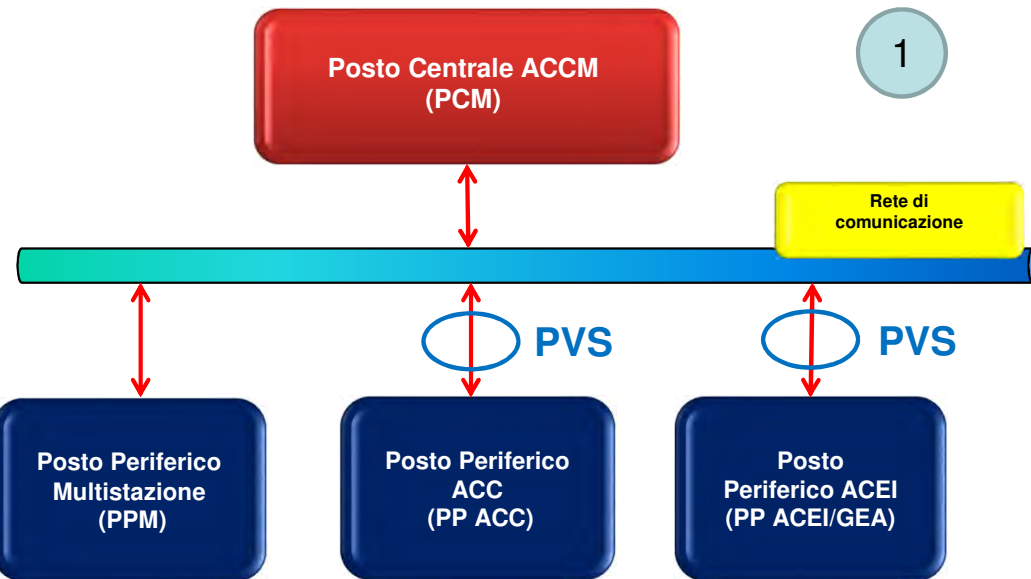 Posto Centrale ACCM
(PCM)
1
Rete di
comunicazione
PVS
PVS
Posto Periferico
Multistazione
(PPM)
Posto Periferico
ACC
(PP ACC)
Posto
Periferico ACEI
(PP ACEI/GEA)